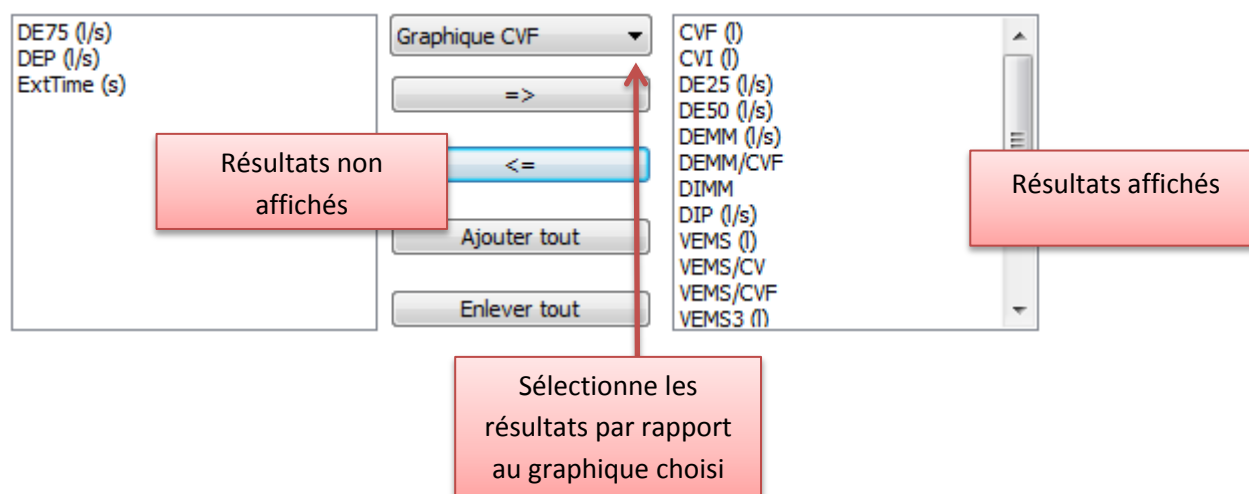 DE75 (l/s)
DEP (l/s)
ExtTime (s)
Résultats non
affichés
Graphique CVF
=>
<=
Ajouter tout
Enlever tout
CVF (l)
CVI (l)
DE25 (l/s)
DE50 (l/s)
DEMM (l/s)
DEMM/CVF
DIMM
DIP (l/s)
VEMS (l)
VEMS/CV
VEMS/CVF
VEMS3 (l)
Résultats affichés
Sélectionne les
résultats par rapport
au graphique choisi